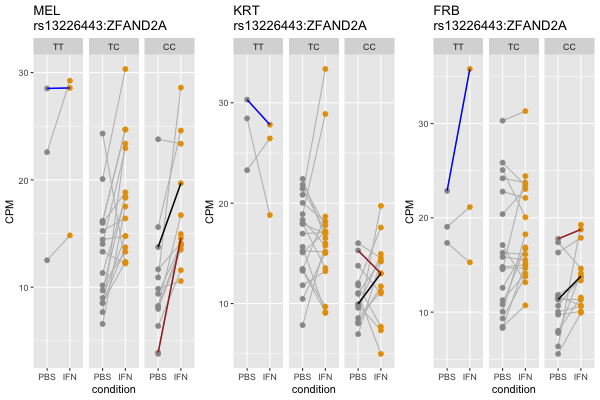 MEL
rs13226443:ZFAND2A
TT TC CC
30
20
10
CPM
PBS IFN PBS IFN PBS IFN
condition
KRT
rs13226443:ZFAND2A
TT TC CC
30
20
10
CPM
PBS IFN PBS IFN PBS IFN
condition
FRB
rs13226443:ZFAND2A
TT TC CC
30
20
10
CPM
PBS IFN PBS IFN PBS IFN
condition